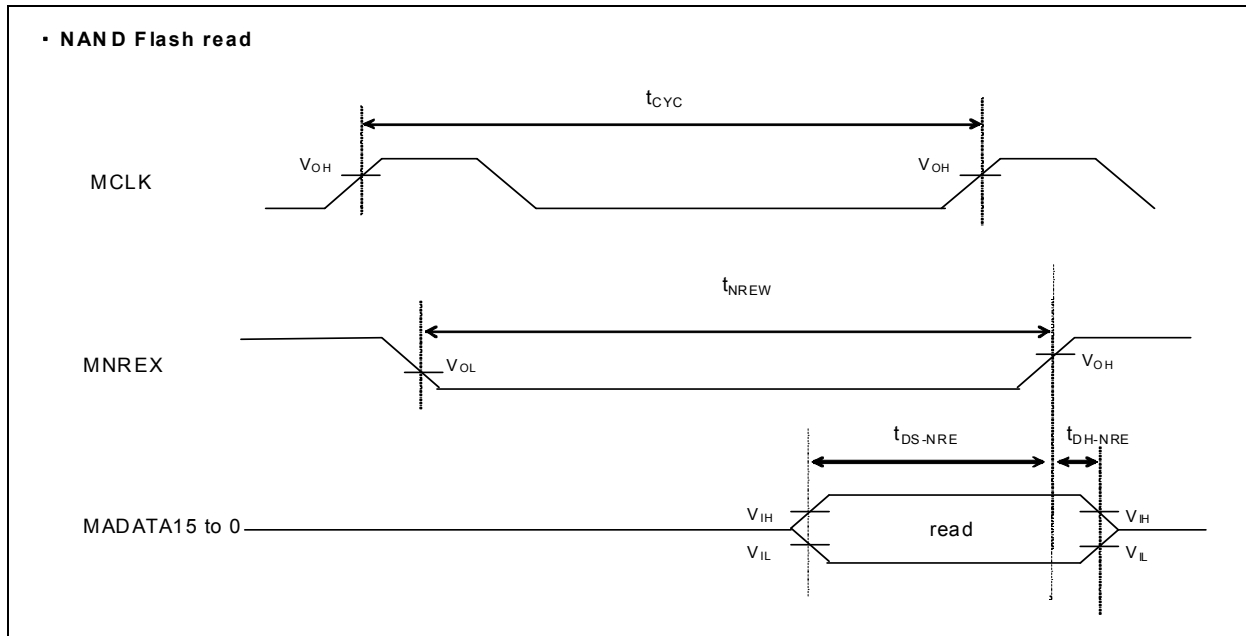 · NAND Flash read
tCYC
VOH
VOH
MCLK
tNREW
MNREX
VOL
VOH
tDS-NRE
tDH-NRE
VIH
VIH
MADATA15 to 0
read
VIL
VIL